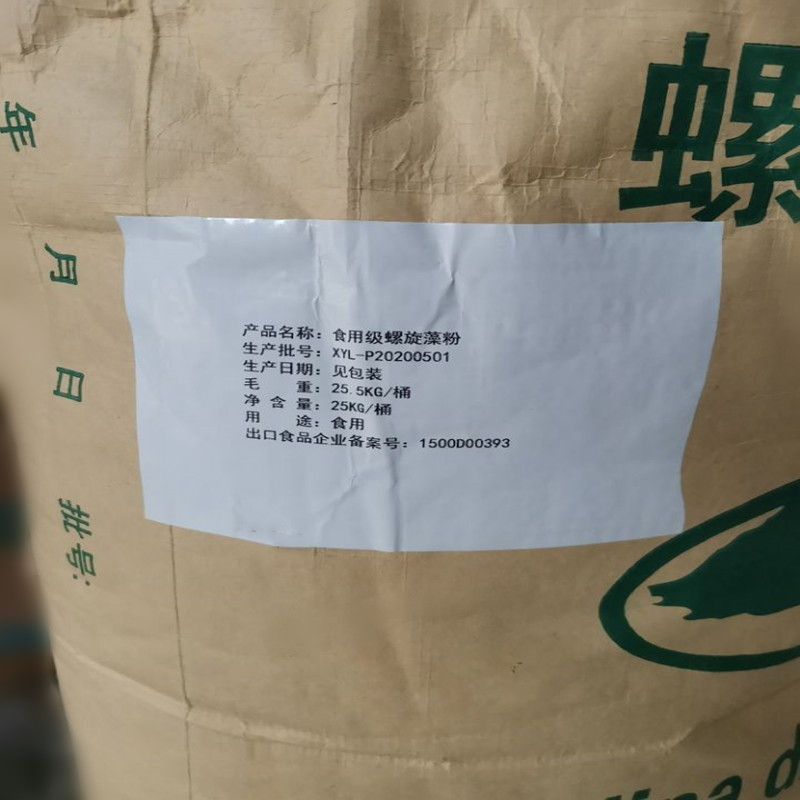 螺
年 月 日 批号:
产品名称：食用级螺旋藻粉
生产批号：XYL-P20200501
生产日期：见包装
毛 重：25.5KG/桶
净 含 量：25KG/桶
用 途：食用
出口食品企业备案号：1500D00393